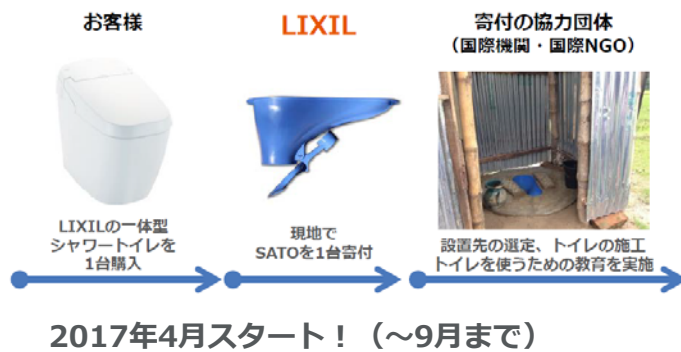 お客様
LIXIL
寄付の協力団体
(国際機関・国際NGO)
LIXILの一体型
シャワートイレを
1台購入
現地で
SATOを1台寄付
設置先の選定、トイレの施工
トイレを使うための教育を実施
2017年4月スタート！（～9月まで）